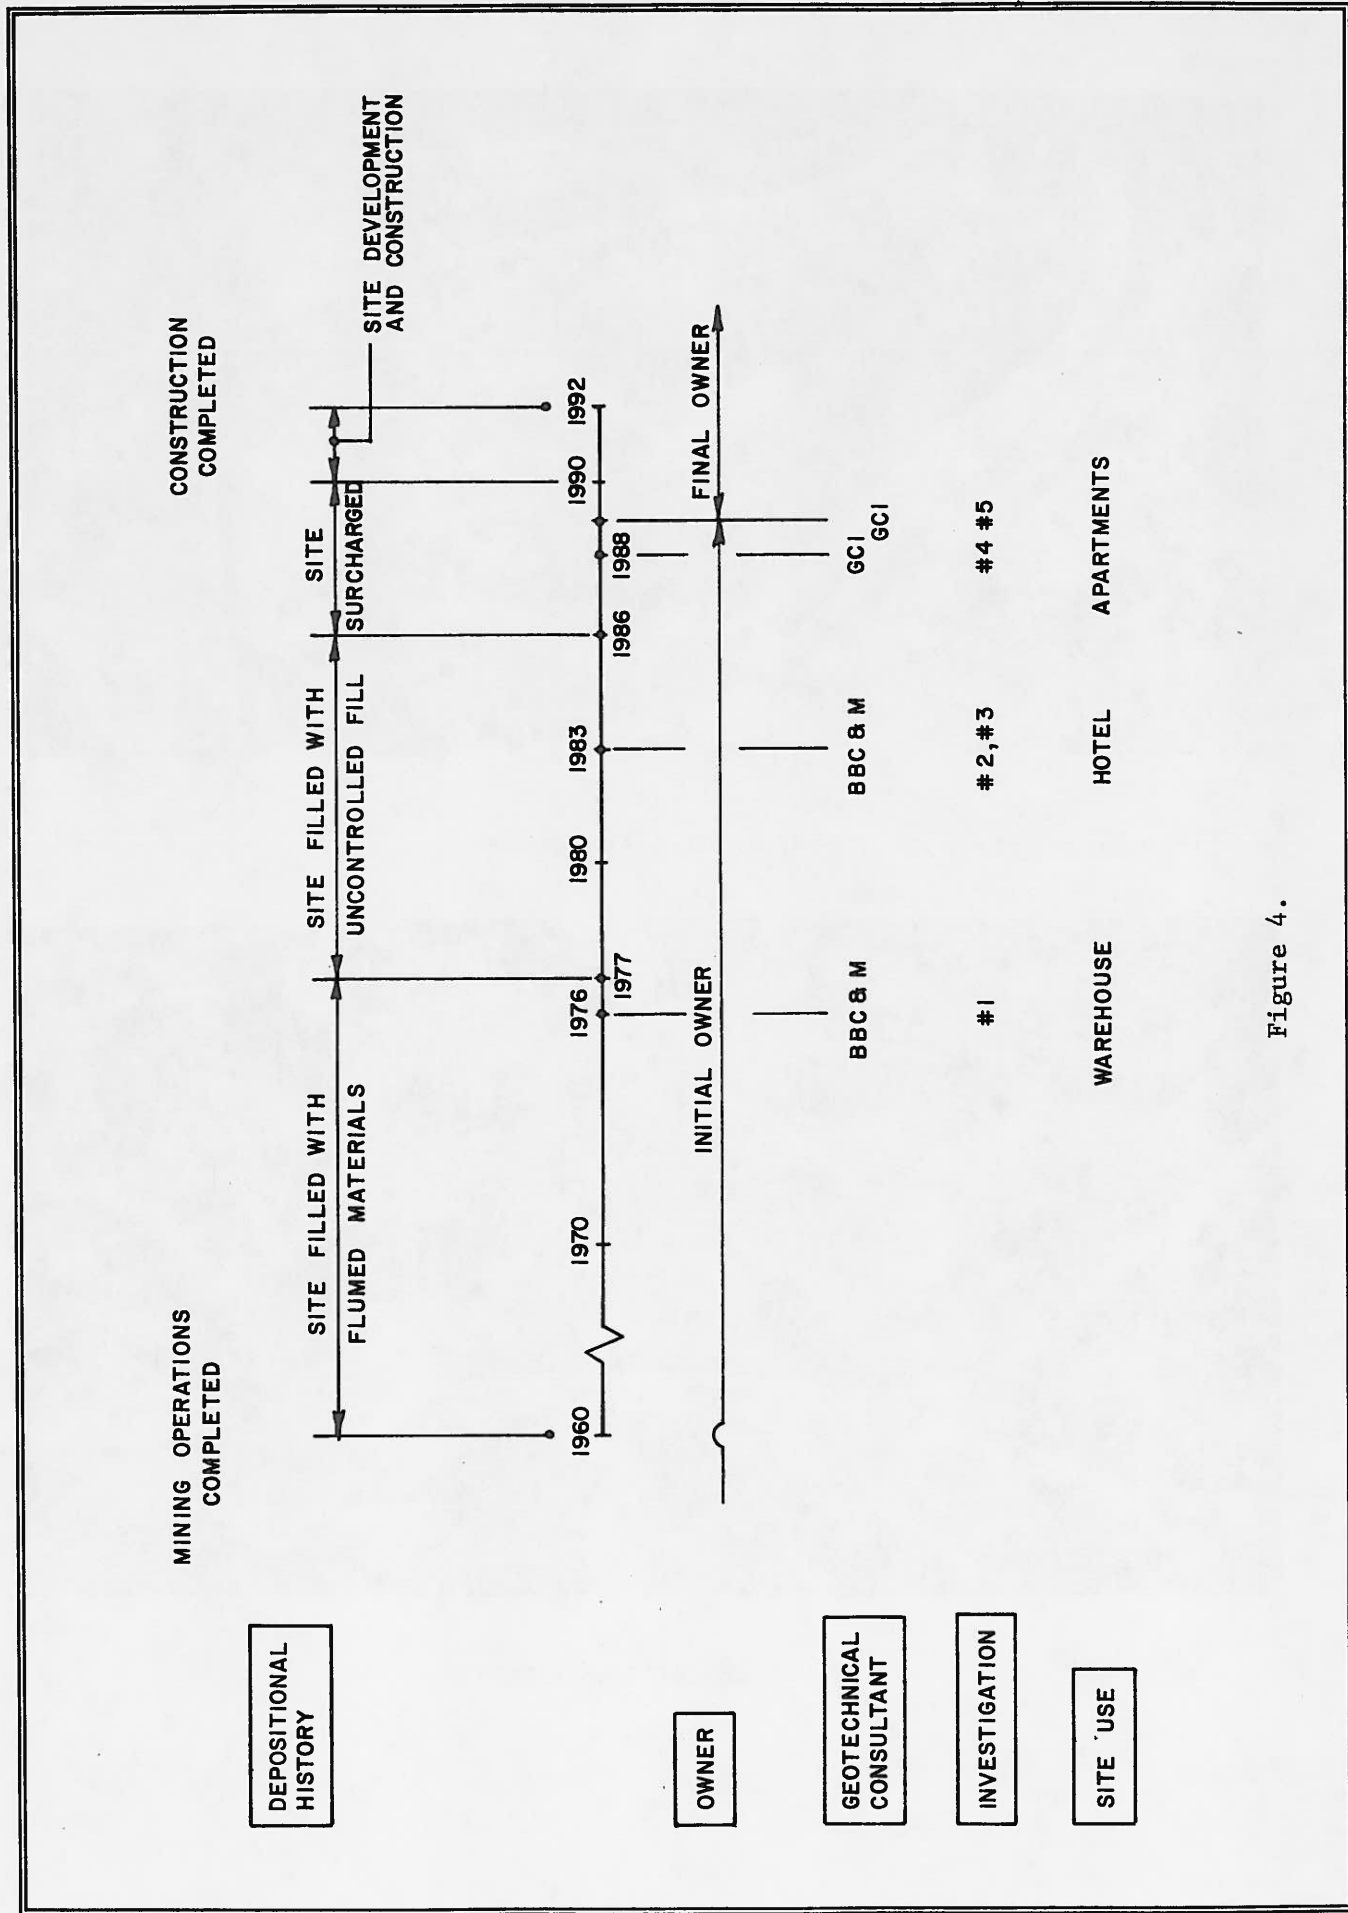 MINING OPERATIONS
COMPLETED
CONSTRUCTION
COMPLETED
DEPOSITIONAL
HISTORY
SITE FILLED WITH
FLUMED MATERIALS
SITE FILLED WITH
UNCONTROLLED FILL
SITE
SURCHARGED
SITE DEVELOPMENT
AND CONSTRUCTION
1960
1970
1976
1977
1980
1983
1986
1988
1990
1992
OWNER
INITIAL OWNER
FINAL OWNER
GEOTECHNICAL
CONSULTANT
BBC & M
BBC & M
GCI
GCI
INVESTIGATION
#1
#2, #3
#4 #5
SITE USE
WAREHOUSE
HOTEL
APARTMENTS
Figure 4.